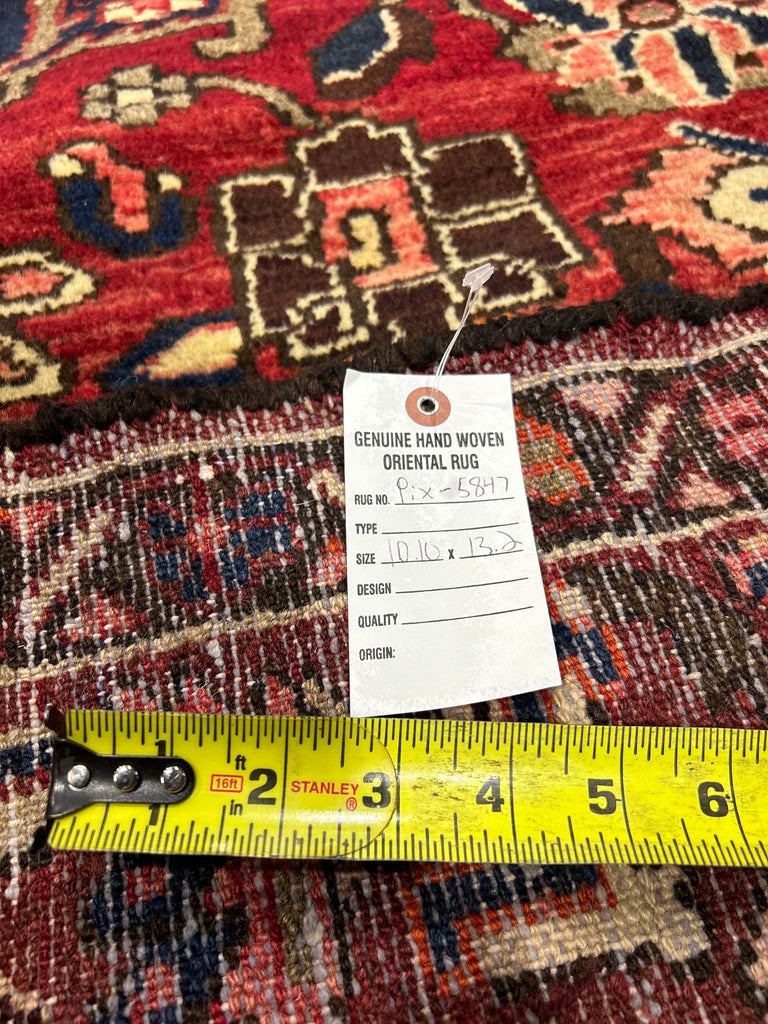 GENUINE HAND WOVEN
ORIENTAL RUG
RUG NO. Pix-5847
TYPE
SIZE 10.10 x 13.2
DESIGN
QUALITY
ORIGIN:
1 ft 2 3 4 5 6
16ft STANLEY
1 in ®